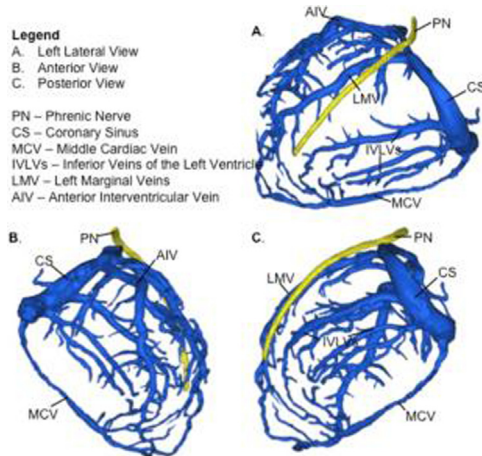 Legend
A. Left Lateral View
B. Anterior View
C. Posterior View
PN – Phrenic Nerve
CS – Coronary Sinus
MCV – Middle Cardiac Vein
IVLVs – Inferior Veins of the Left Ventricle
LMV – Left Marginal Veins
AIV – Anterior Interventricular Vein
A.
AIV
PN
LMV
CS
IVLVs
MCV
B.
PN
AIV
CS
MCV
C.
PN
LMV
CS
IVLVs
MCV